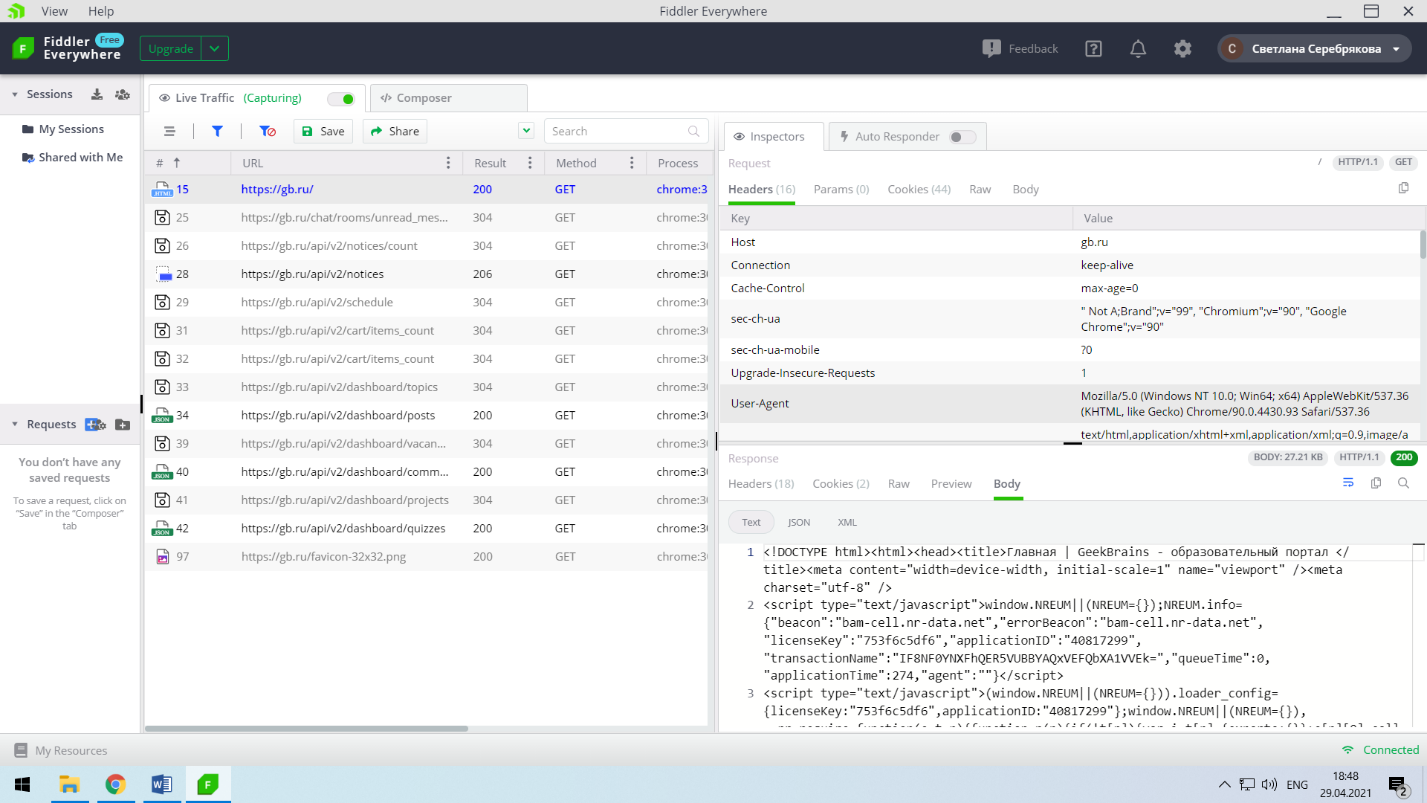 View Help Fiddler Everywhere
Fiddler Everywhere Free Upgrade Feedback С Светлана Серебрякова
Sessions
My Sessions
Shared with Me
Requests
You don't have any
saved requests
To save a request, click on
"Save" in the "Composer"
tab
Live Traffic (Capturing) Composer
Save Share Search
# URL Result Method Process
15 https://gb.ru/ 200 GET chrome:3
25 https://gb.ru/chat/rooms/unread_mes... 304 GET chrome:30
26 https://gb.ru/api/v2/notices/count 304 GET chrome:30
28 https://gb.ru/api/v2/notices 206 GET chrome:30
29 https://gb.ru/api/v2/schedule 304 GET chrome:30
31 https://gb.ru/api/v2/cart/items_count 304 GET chrome:30
32 https://gb.ru/api/v2/cart/items_count 304 GET chrome:30
33 https://gb.ru/api/v2/dashboard/topics 304 GET chrome:30
34 https://gb.ru/api/v2/dashboard/posts 200 GET chrome:30
39 https://gb.ru/api/v2/dashboard/vacan... 304 GET chrome:30
40 https://gb.ru/api/v2/dashboard/comm... 200 GET chrome:30
41 https://gb.ru/api/v2/dashboard/projects 304 GET chrome:30
42 https://gb.ru/api/v2/dashboard/quizzes 200 GET chrome:30
97 https://gb.ru/favicon-32x32.png 200 GET chrome:30
Inspectors Auto Responder
Request / HTTP/1.1 GET
Headers (16) Params (0) Cookies (44) Raw Body
Key Value
Host gb.ru
Connection keep-alive
Cache-Control max-age=0
sec-ch-ua " Not A;Brand";v="99", "Chromium";v="90", "Google
Chrome";v="90"
sec-ch-ua-mobile ?0
Upgrade-Insecure-Requests 1
User-Agent Mozilla/5.0 (Windows NT 10.0; Win64; x64) AppleWebKit/537.36
(KHTML, like Gecko) Chrome/90.0.4430.93 Safari/537.36
text/html,application/xhtml+xml,application/xml;q=0.9,image/a
Response BODY: 27.21 KB HTTP/1.1 200
Headers (18) Cookies (2) Raw Preview Body
Text JSON XML
1 <!DOCTYPE html><html><head><title>Главная | GeekBrains - образовательный портал </
title><meta content="width=device-width, initial-scale=1" name="viewport" /><meta
charset="utf-8" />
2 <script type="text/javascript">window.NREUM||(NREUM={});NREUM.info=
{"beacon":"bam-cell.nr-data.net","errorBeacon":"bam-cell.nr-data.net",
"licenseKey":"753f6c5df6","applicationID":"40817299",
"transactionName":"IF8NF0YNXFhQER5VUBBYAQxVEFQbXA1VVEk=","queueTime":0,
"applicationTime":274,"agent":""}</script>
3 <script type="text/javascript">(window.NREUM||(NREUM={})).loader_config=
{licenseKey:"753f6c5df6",applicationID:"40817299"};window.NREUM||(NREUM={}),
My Resources Connected
ENG 18:48
29.04.2021 2